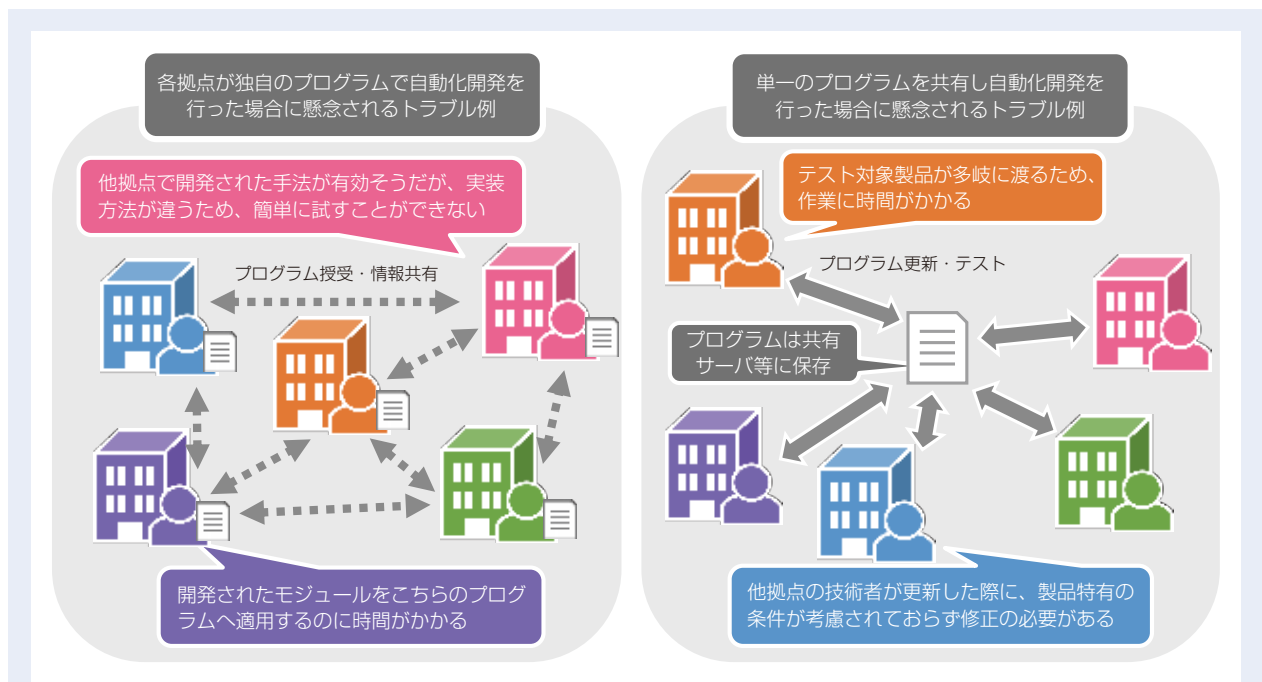 各拠点が独自のプログラムで自動化開発を
行った場合に懸念されるトラブル例
他拠点で開発された手法が有効そうだが、実装
方法が違うため、簡単に試すことができない
プログラム授受・情報共有
開発されたモジュールをこちらのプログ
ラムへ適用するのに時間がかかる
単一のプログラムを共有し自動化開発を
行った場合に懸念されるトラブル例
テスト対象製品が多岐に渡るため、
作業に時間がかかる
プログラム更新・テスト
プログラムは共有
サーバ等に保存
他拠点の技術者が更新した際に、製品特有の
条件が考慮されておらず修正の必要がある